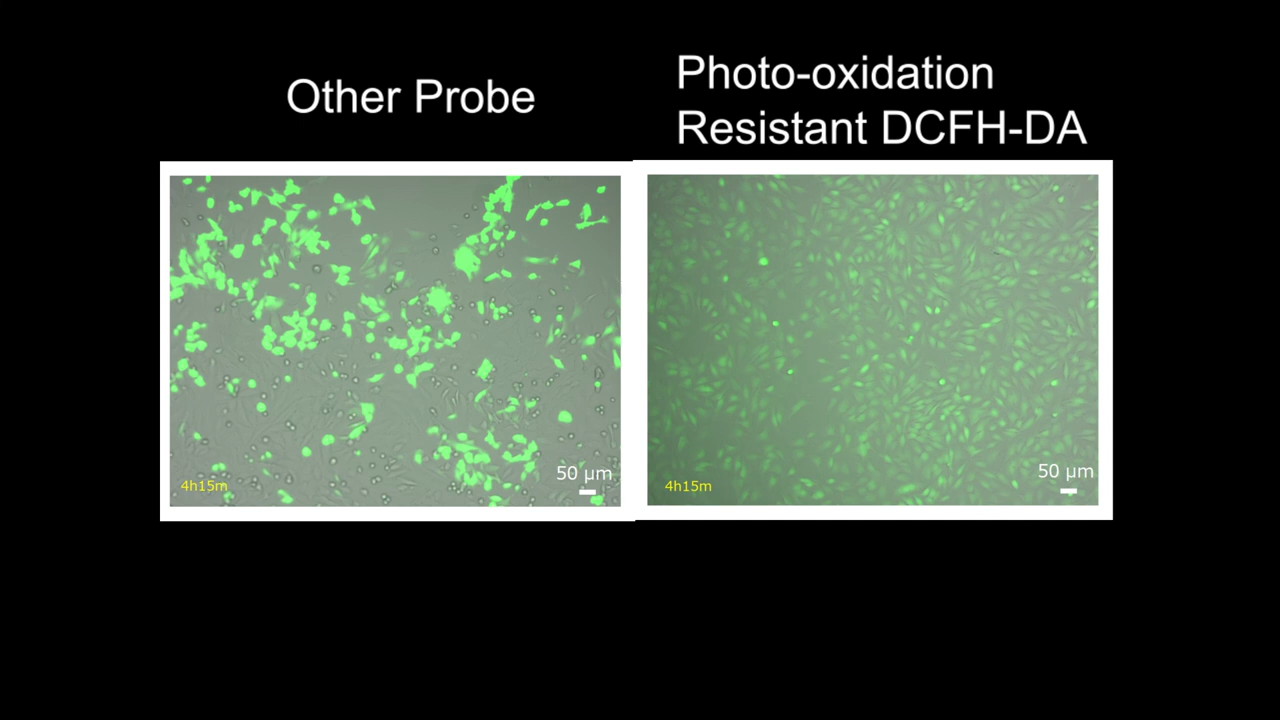 Other Probe
Photo-oxidation
Resistant DCFH-DA
50 µm
4h15m
50 µm
4h15m